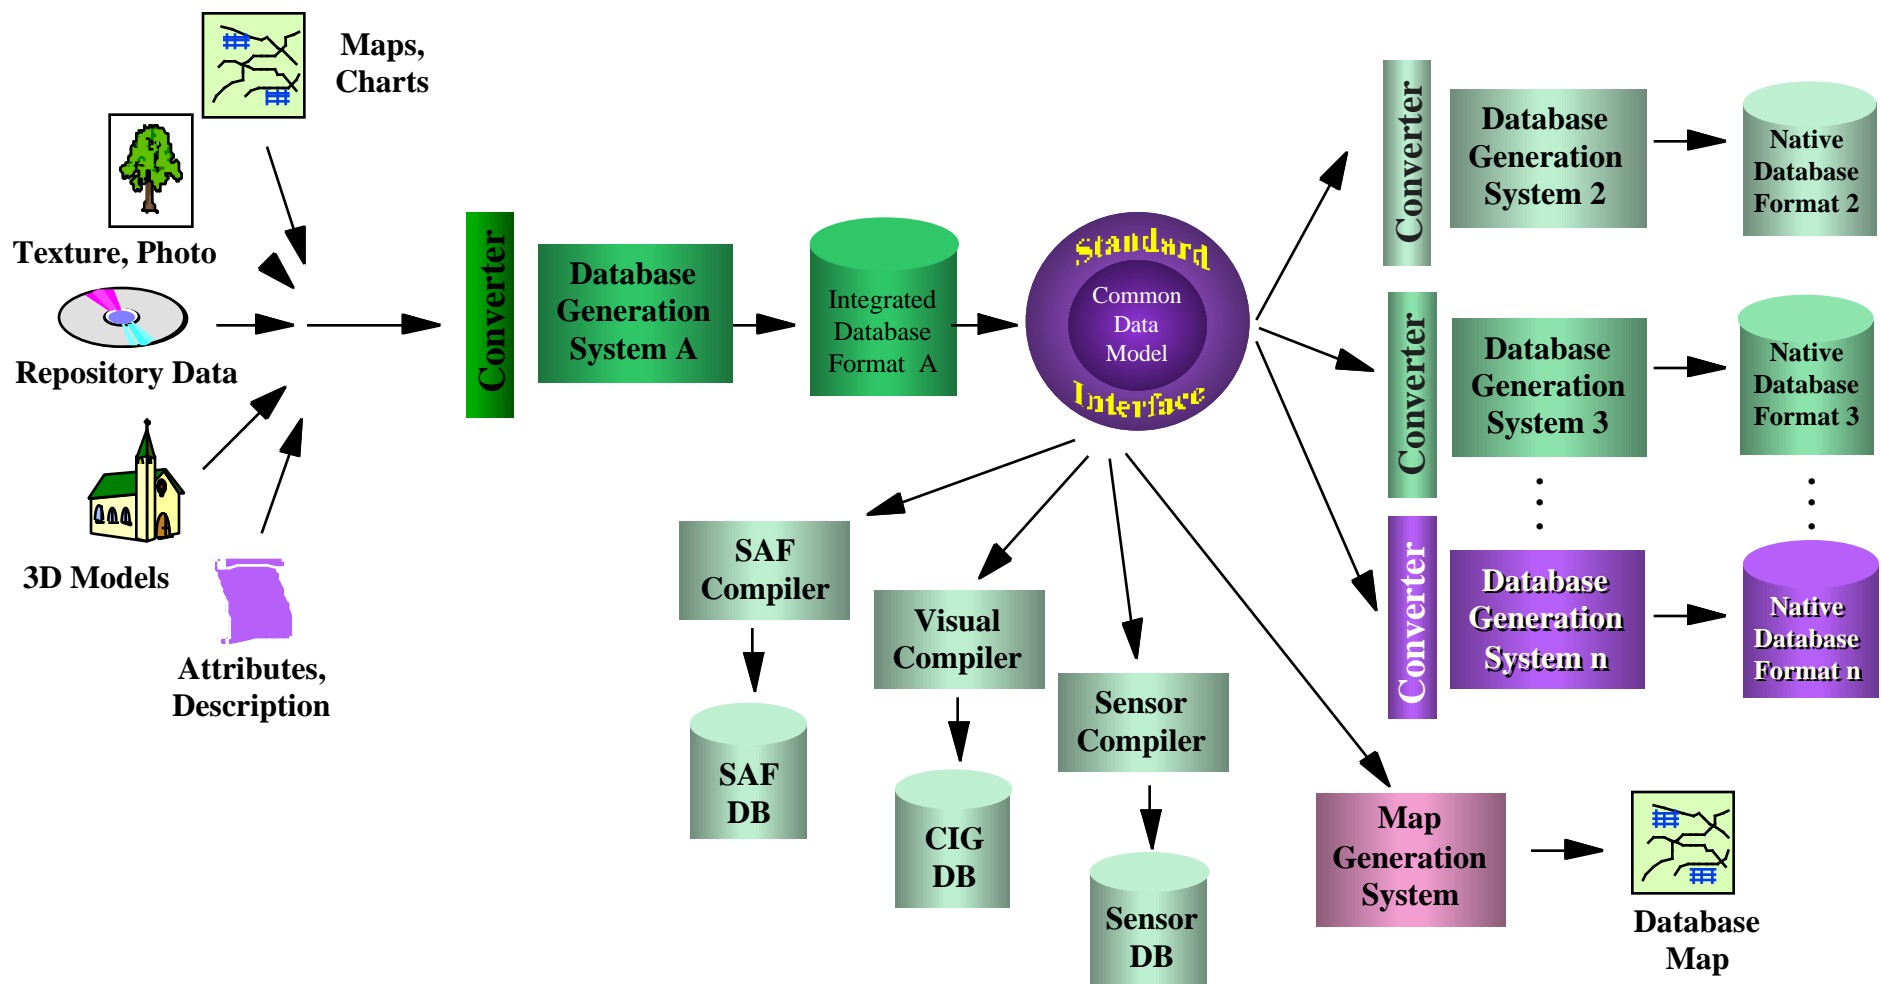 Maps,
Charts
Texture, Photo
Repository Data
3D Models
Attributes,
Description
Converter
Database
Generation
System A
Integrated
Database
Format A
Standard
Common
Data
Model
Interface
SAF
Compiler
SAF
DB
Visual
Compiler
CIG
DB
Sensor
Compiler
Sensor
DB
Map
Generation
System
Database
Map
Converter
Database
Generation
System 2
Native
Database
Format 2
Converter
Database
Generation
System 3
Native
Database
Format 3
Converter
Database
Generation
System n
Native
Database
Format n